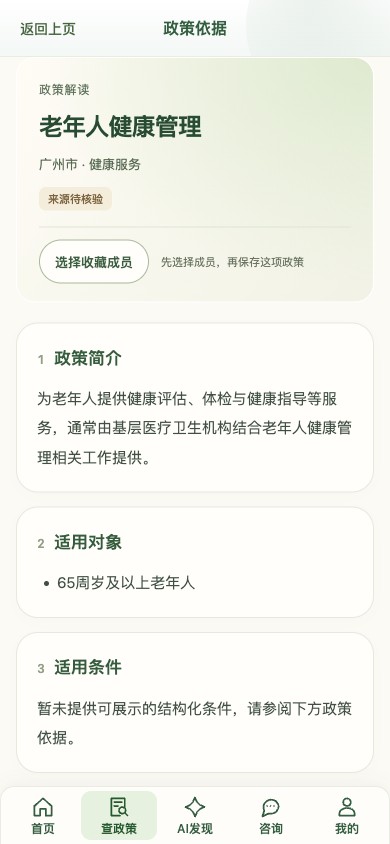 返回上页
政策依据
政策解读
老年人健康管理
广州市 · 健康服务
来源待核验
选择收藏成员
先选择成员，再保存这项政策
1 政策简介
为老年人提供健康评估、体检与健康指导等服
务，通常由基层医疗卫生机构结合老年人健康管
理相关工作提供。
2 适用对象
• 65周岁及以上老年人
3 适用条件
暂未提供可展示的结构化条件，请参阅下方政策
依据。
首页
查政策
AI发现
咨询
我的